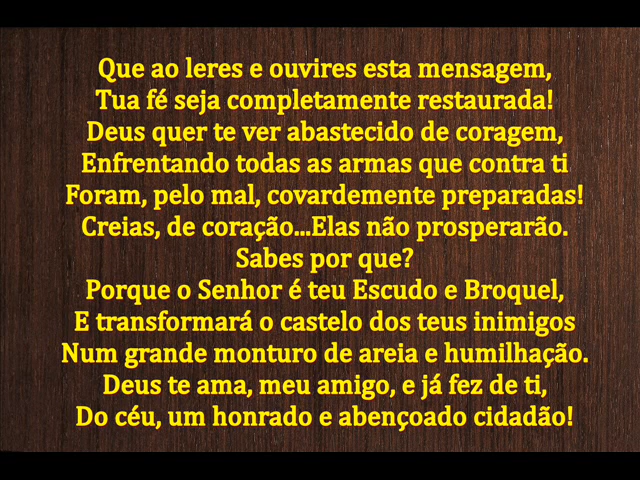 Que ao leres e ouvires esta mensagem,
Tua fé seja completamente restaurada!
Deus quer te ver abastecido de coragem,
Enfrentando todas as armas que contra ti
Foram, pelo mal, covardemente preparadas!
Creias, de coração...Elas não prosperarão.
Sabes por que?
Porque o Senhor é teu Escudo e Broquel,
E transformará o castelo dos teus inimigos
Num grande monturo de areia e humilhação.
Deus te ama, meu amigo, e já fez de ti,
Do céu, um honrado e abençoado cidadão!